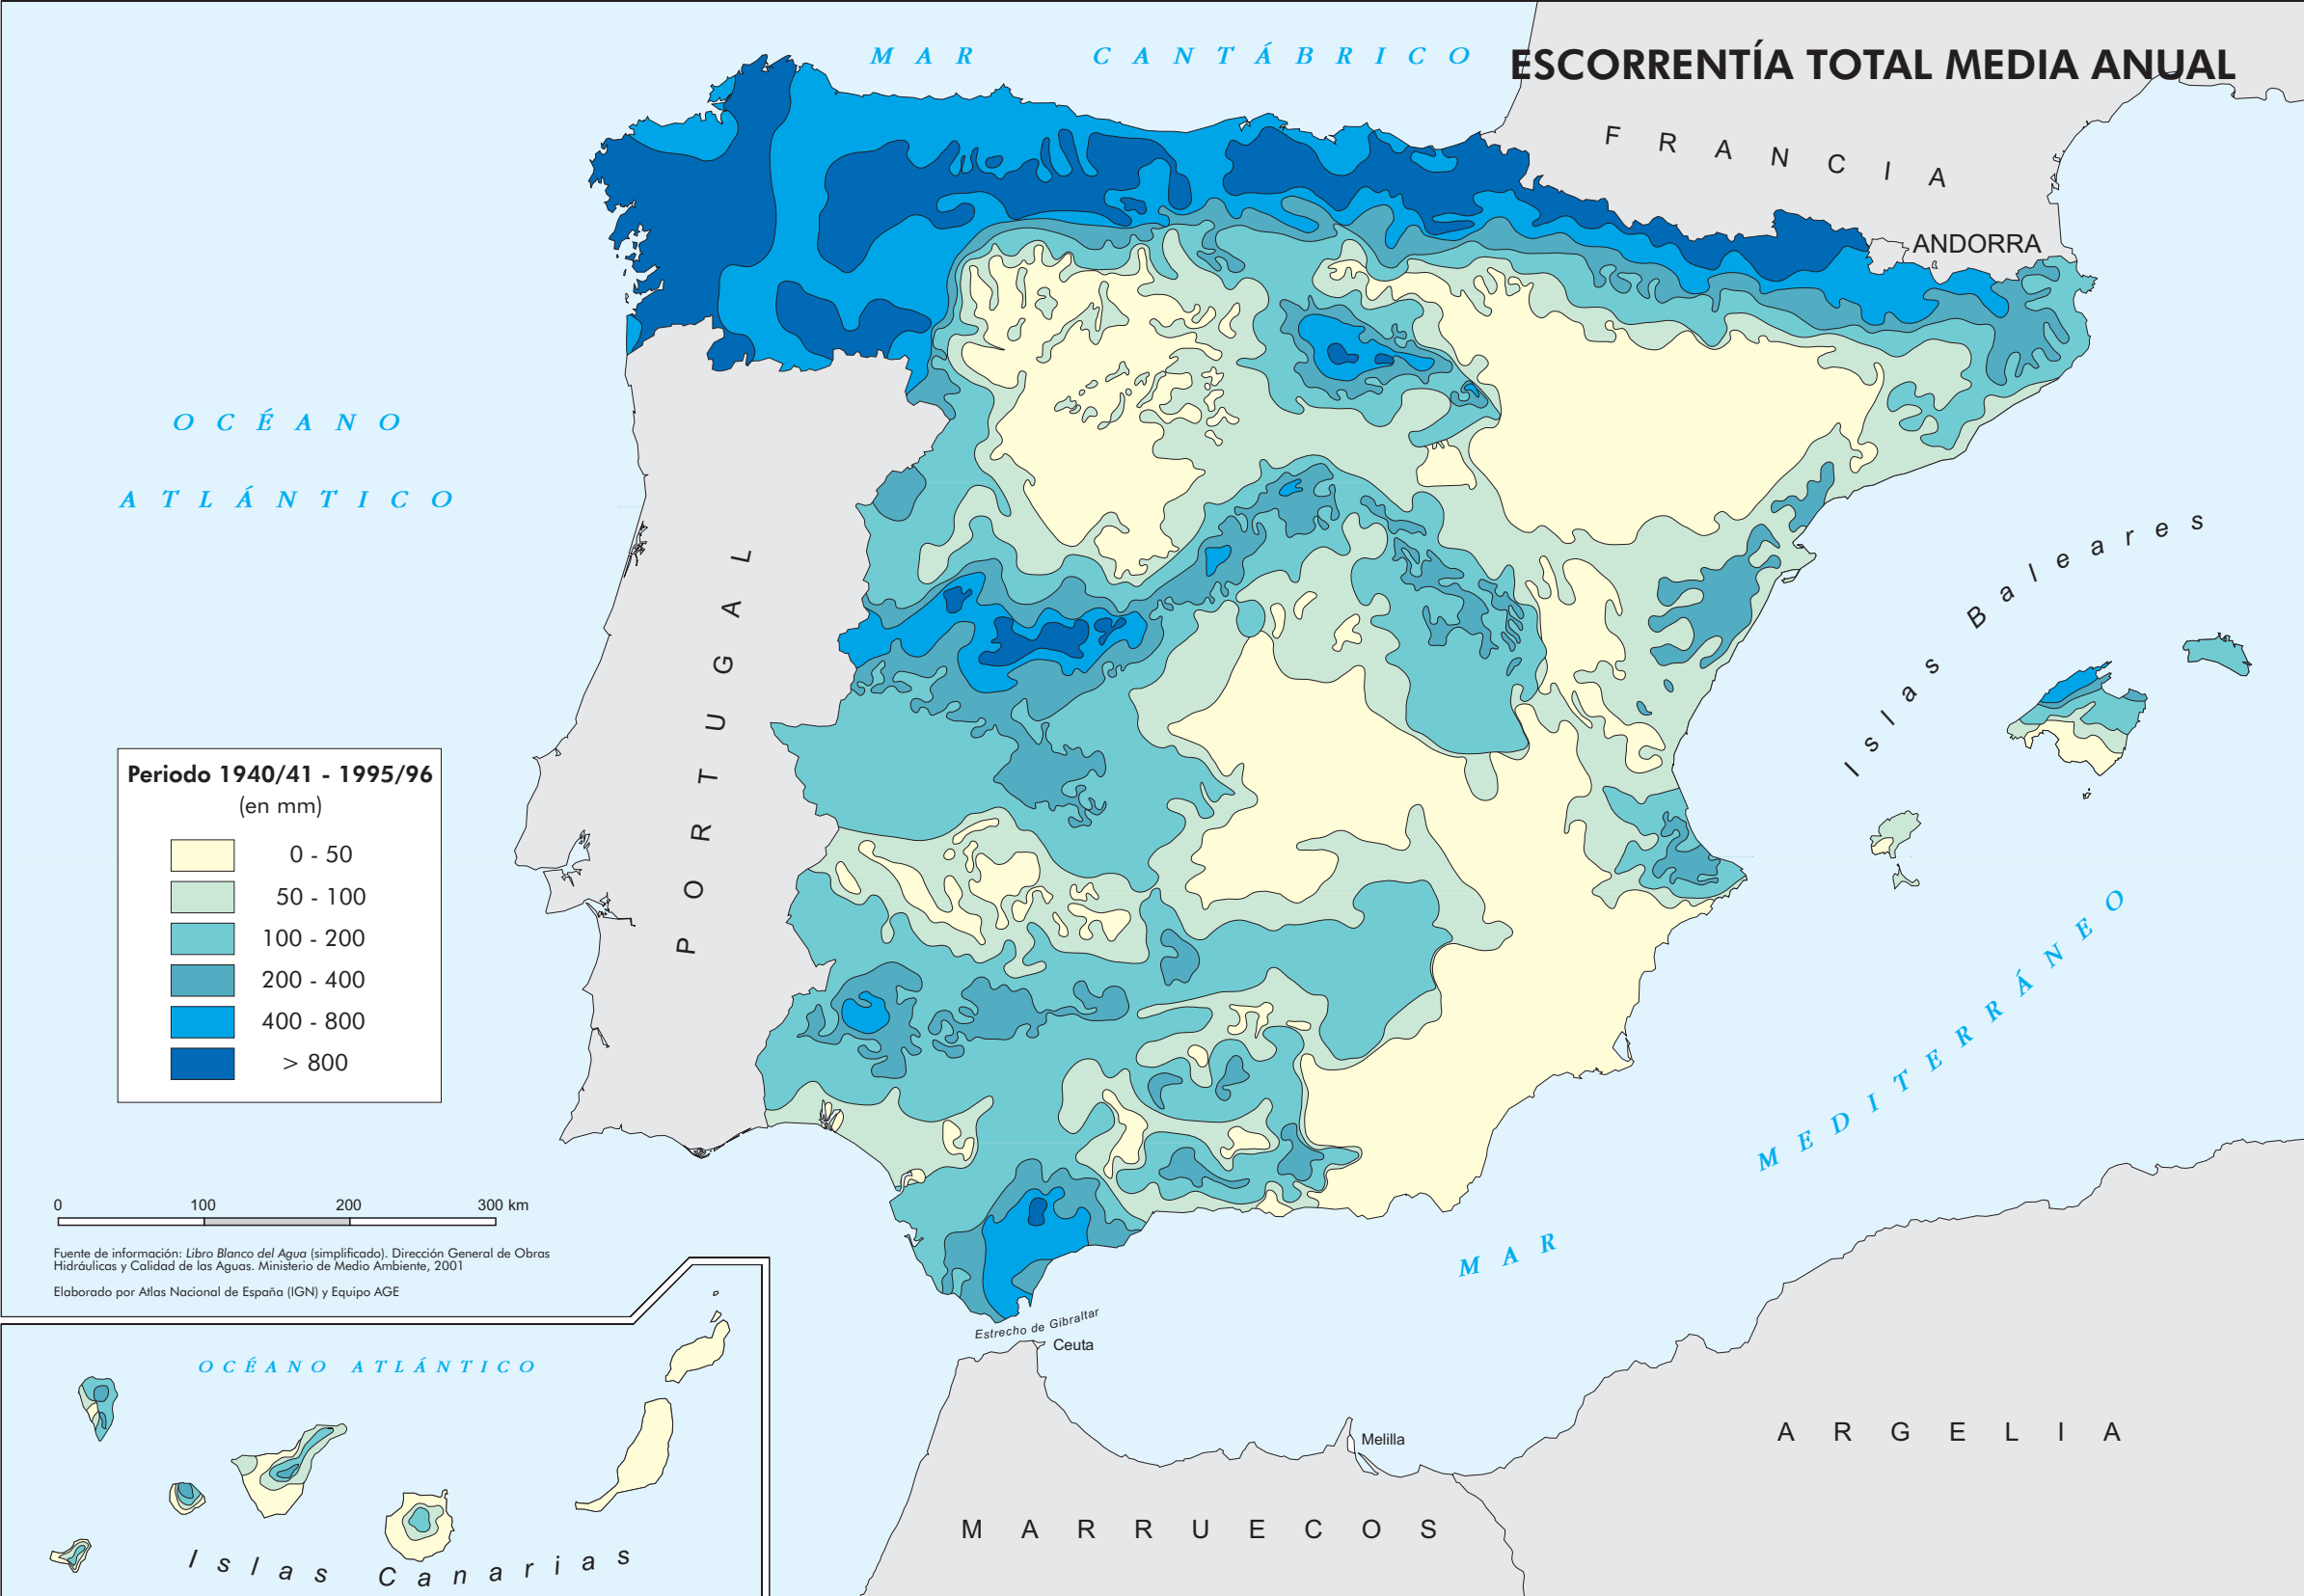 MAR CANTÁBRICO
ESCORRENTÍA TOTAL MEDIA ANUAL
FRANCIA
ANDORRA
OCÉANO
ATLÁNTICO
PORTUGAL
Islas Baleares
Periodo 1940/41 - 1995/96
(en mm)
0 - 50
50 - 100
100 - 200
200 - 400
400 - 800
> 800
MAR MEDITERRÁNEO
0 100 200 300 km
Fuente de información: Libro Blanco del Agua (simplificado). Dirección General de Obras
Hidráulicas y Calidad de las Aguas. Ministerio de Medio Ambiente, 2001
Elaborado por Atlas Nacional de España (IGN) y Equipo AGE
Estrecho de Gibraltar
Ceuta
Melilla
OCÉANO ATLÁNTICO
Islas Canarias
MARRUECOS
ARGELIA